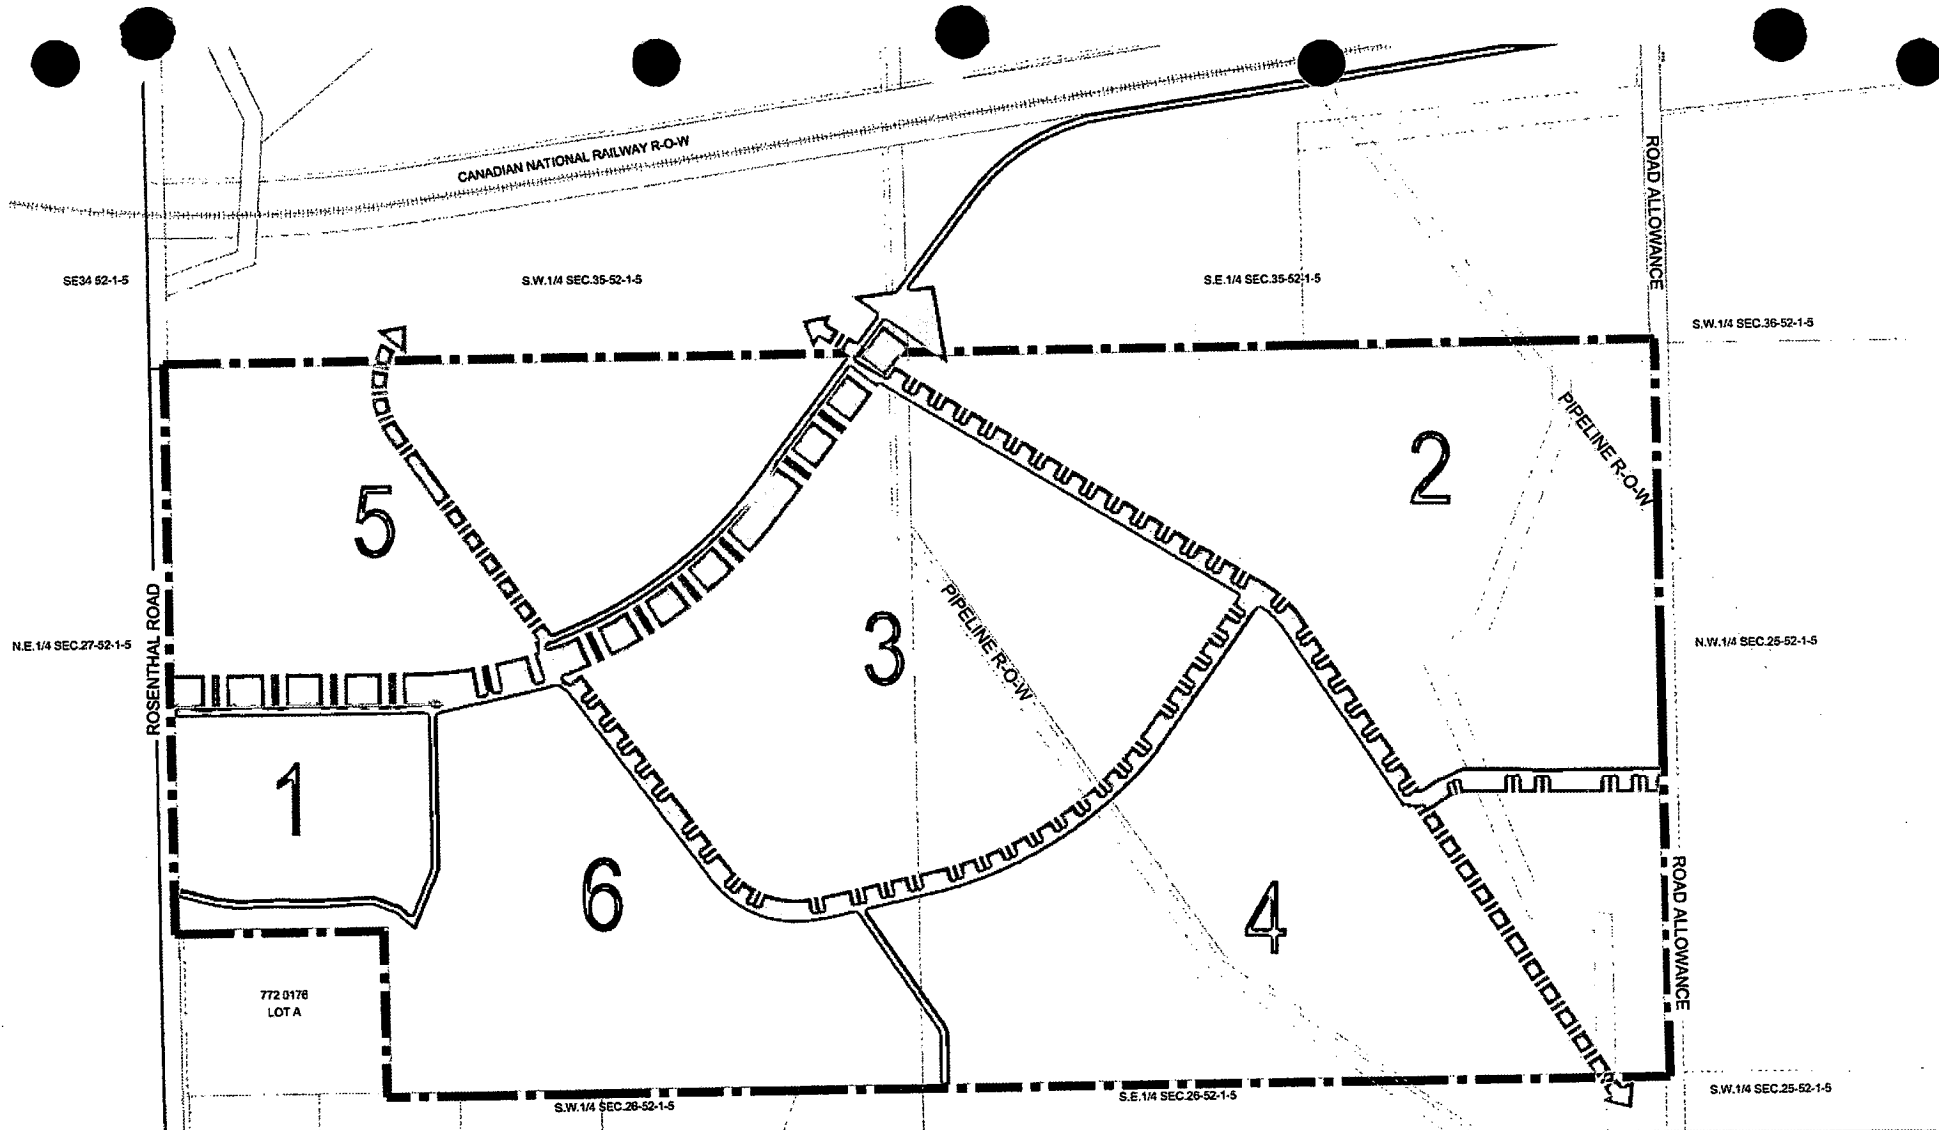 CANADIAN NATIONAL RAILWAY R-O-W
ROAD ALLOWANCE
SE34 52-1-5
S.W.1/4 SEC.35-52-1-5
S.E.1/4 SEC.35-52-1-5
S.W.1/4 SEC.36-52-1-5
PIPELINE R-O-W
2
5
ROSENTHAL ROAD
N.E.1/4 SEC.27-52-1-5
3
PIPELINE R-O-W
N.W.1/4 SEC.25-52-1-5
1
6
4
ROAD ALLOWANCE
772 0176
LOT A
S.W.1/4 SEC.26-52-1-5
S.E.1/4 SEC.26-52-1-5
S.W.1/4 SEC.25-52-1-5